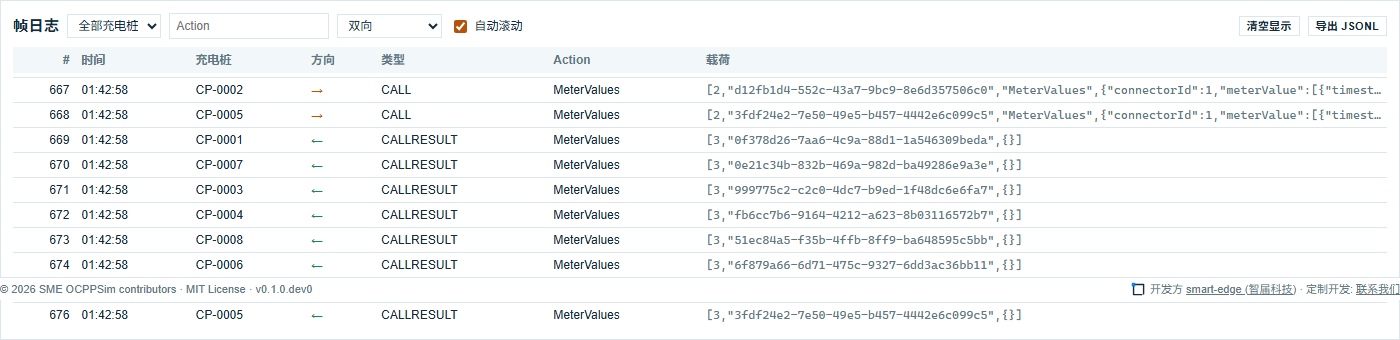 帧日志 全部充电桩 Action 双向 自动滚动 清空显示 导出 JSONL
# 时间 充电桩 方向 类型 Action 载荷
667 01:42:58 CP-0002 → CALL MeterValues [2,"d12fb1d4-552c-43a7-9bc9-8e6d357506c0","MeterValues",{"connectorId":1,"meterValue":[{"timest…
668 01:42:58 CP-0005 → CALL MeterValues [2,"3fdf24e2-7e50-49e5-b457-4442e6c099c5","MeterValues",{"connectorId":1,"meterValue":[{"timest…
669 01:42:58 CP-0001 ← CALLRESULT MeterValues [3,"0f378d26-7aa6-4c9a-88d1-1a546309beda",{}]
670 01:42:58 CP-0007 ← CALLRESULT MeterValues [3,"0e21c34b-832b-469a-982d-ba49286e9a3e",{}]
671 01:42:58 CP-0003 ← CALLRESULT MeterValues [3,"999775c2-c2c0-4dc7-b9ed-1f48dc6e6fa7",{}]
672 01:42:58 CP-0004 ← CALLRESULT MeterValues [3,"fb6cc7b6-9164-4212-a623-8b03116572b7",{}]
673 01:42:58 CP-0008 ← CALLRESULT MeterValues [3,"51ec84a5-f35b-4ffb-8ff9-ba648595c5bb",{}]
674 01:42:58 CP-0006 ← CALLRESULT MeterValues [3,"6f879a66-6d71-475c-9327-6dd3ac36bb11",{}]
© 2026 SME OCPPSim contributors · MIT License · v0.1.0.dev0 开发方 smart-edge (智届科技) · 定制开发: 联系我们
676 01:42:58 CP-0005 ← CALLRESULT MeterValues [3,"3fdf24e2-7e50-49e5-b457-4442e6c099c5",{}]